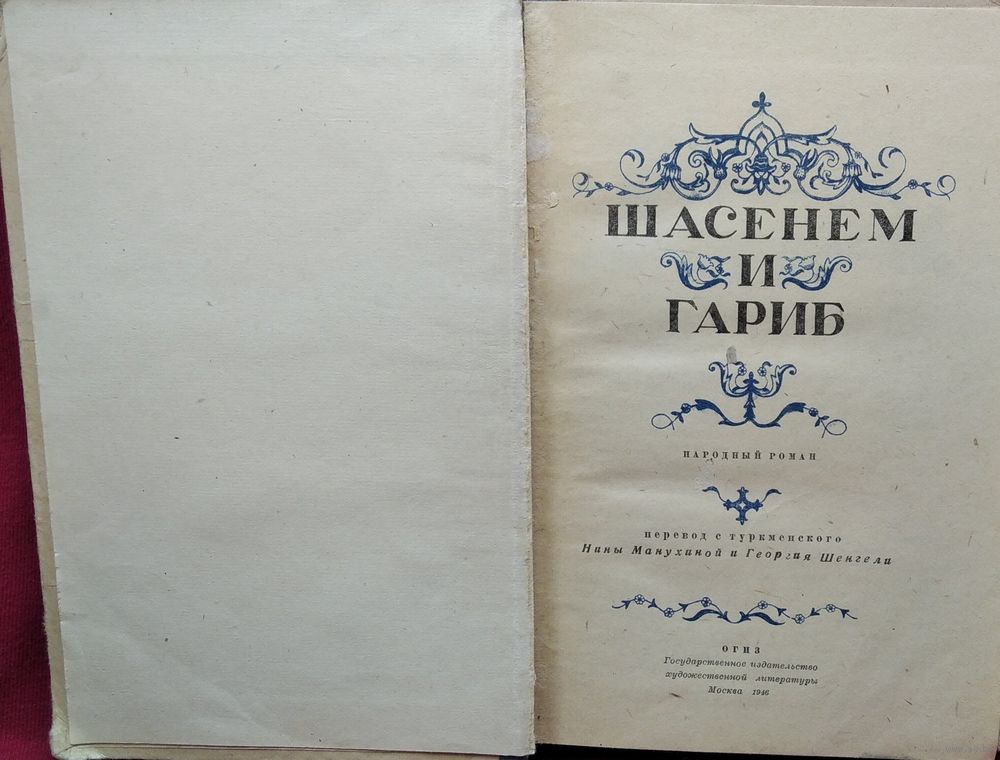 ШАСЕНЕМ
И
ГАРИБ
НАРОДНЫЙ РОМАН
перевод с туркменского
Нины Манухиной и Георгия Шенгели
ОГИЗ
Государственное издательство
художественной литературы
Москва 1946